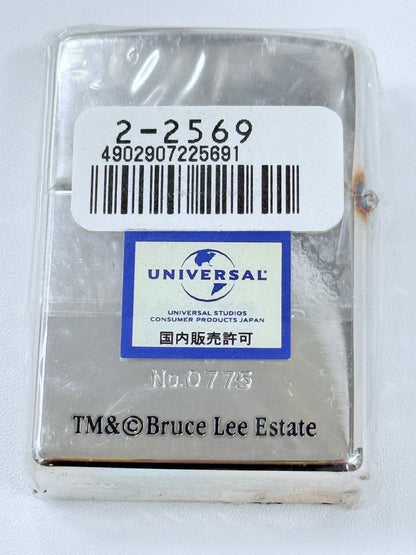 2-2569
4902907225691
UNIVERSAL
UNIVERSAL STUDIOS
CONSUMER PRODUCTS JAPAN
国内販売許可
No.0775
TM&©Bruce Lee Estate